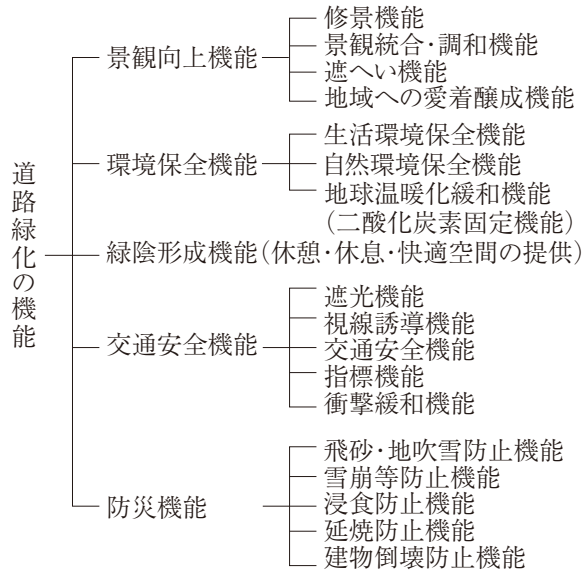 道路緑化の機能
景観向上機能
修景機能
景観統合・調和機能
遮へい機能
地域への愛着醸成機能
環境保全機能
生活環境保全機能
自然環境保全機能
地球温暖化緩和機能
(二酸化炭素固定機能)
緑陰形成機能(休憩・休息・快適空間の提供)
交通安全機能
遮光機能
視線誘導機能
交通安全機能
指標機能
衝撃緩和機能
防災機能
飛砂・地吹雪防止機能
雪崩等防止機能
浸食防止機能
延焼防止機能
建物倒壊防止機能